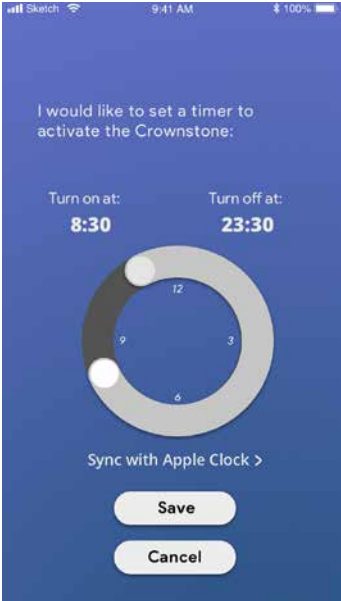 Sketch 9:41 AM 100%
I would like to set a timer to
activate the Crownstone:
Turn on at: Turn off at:
8:30 23:30
12
9 3
6
Sync with Apple Clock >
Save
Cancel